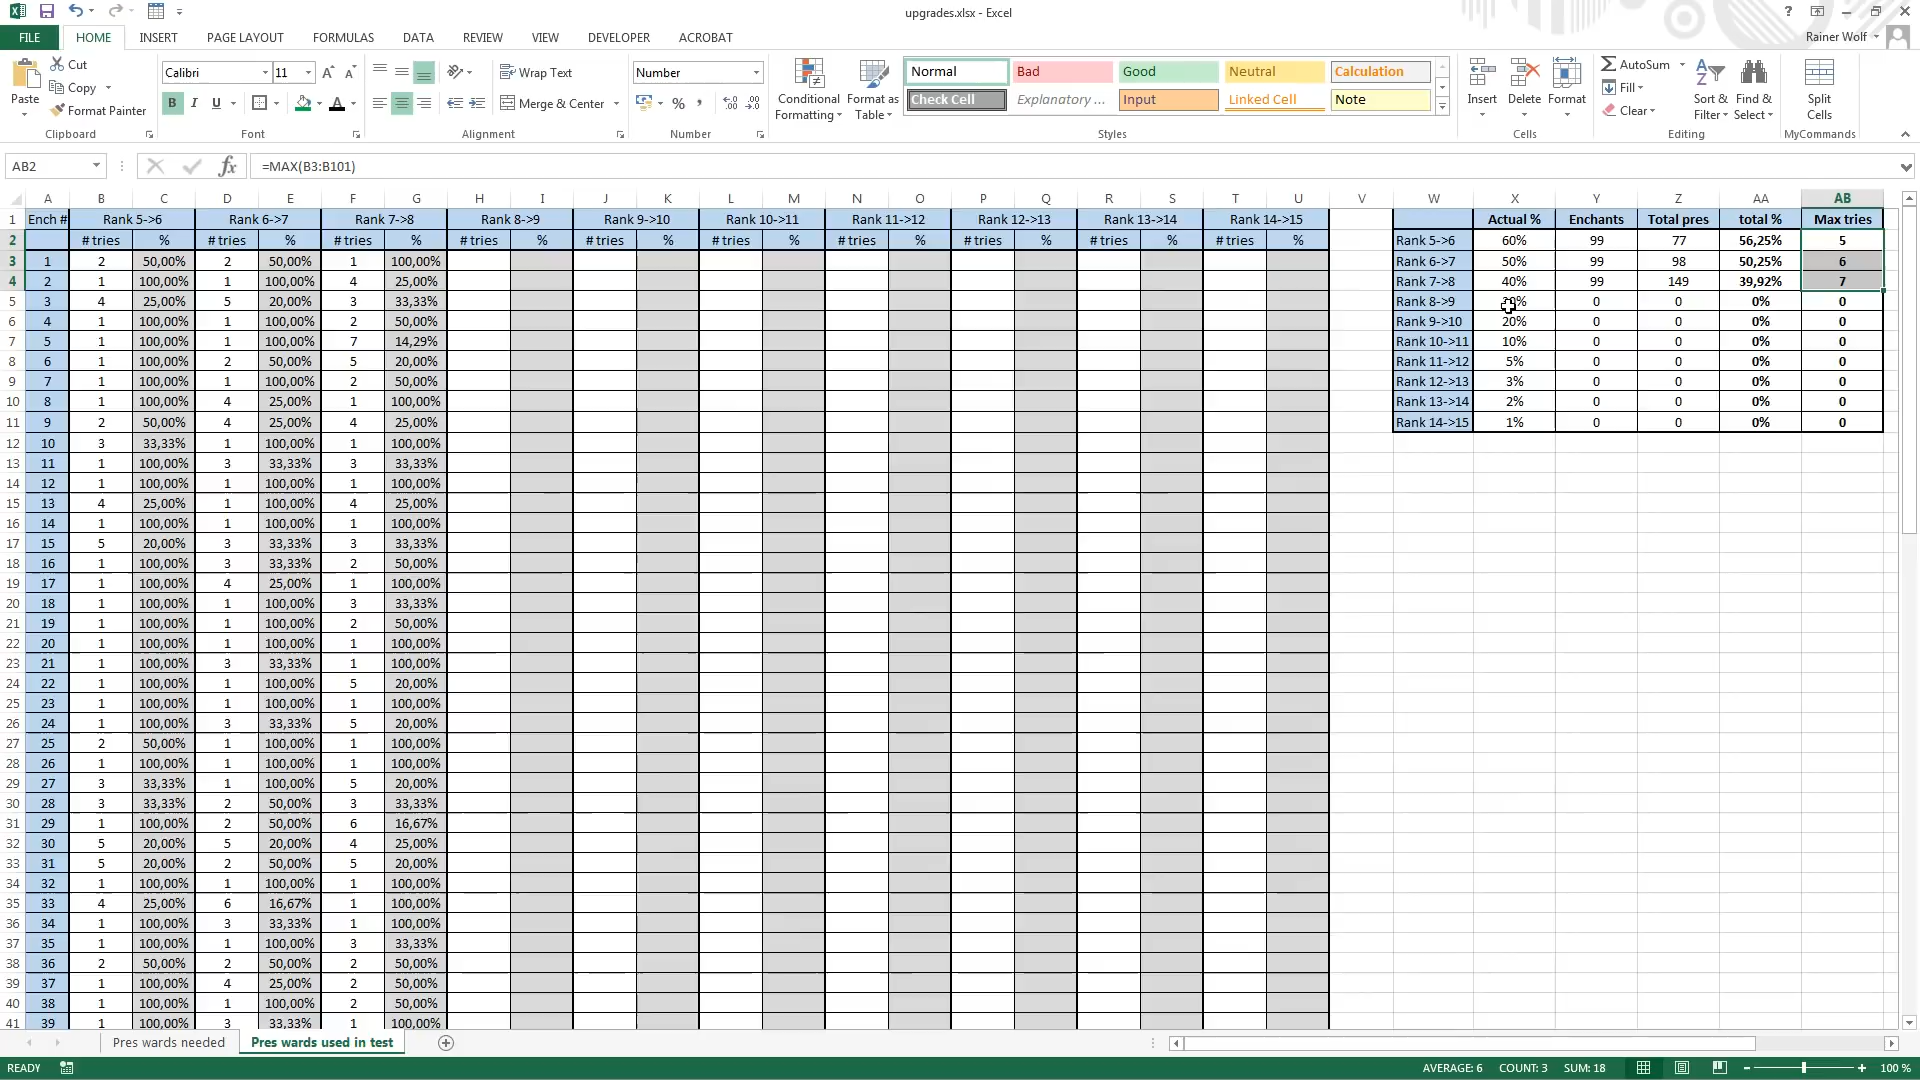 upgrades.xlsx - Excel
FILE HOME INSERT PAGE LAYOUT FORMULAS DATA REVIEW VIEW DEVELOPER ACROBAT Rainer Wolf
Paste Cut Copy Format Painter Clipboard
Calibri 11 B I U Font
Wrap Text Merge & Center Alignment
Number % Number
Conditional Formatting Format as Table
Normal Bad Good Neutral Calculation
Check Cell Explanatory ... Input Linked Cell Note
Styles
Insert Delete Format Cells
AutoSum Fill Clear Sort & Filter Find & Select Editing
Split Cells MyCommands
AB2 fx =MAX(B3:B101)
A B C D E F G H I J K L M N O P Q R S T U V W X Y Z AA AB
1 Ench # Rank 5->6 Rank 6->7 Rank 7->8 Rank 8->9 Rank 9->10 Rank 10->11 Rank 11->12 Rank 12->13 Rank 13->14 Rank 14->15 Actual % Enchants Total pres total % Max tries
2 # tries % # tries % # tries % # tries % # tries % # tries % # tries % # tries % # tries % # tries % Rank 5->6 60% 99 77 56,25% 5
3 1 2 50,00% 2 50,00% 1 100,00% Rank 6->7 50% 99 98 50,25% 6
4 2 1 100,00% 1 100,00% 4 25,00% Rank 7->8 40% 99 149 39,92% 7
5 3 4 25,00% 5 20,00% 3 33,33% Rank 8->9 0 0 0% 0
6 4 1 100,00% 1 100,00% 2 50,00% Rank 9->10 20% 0 0 0% 0
7 5 1 100,00% 1 100,00% 7 14,29% Rank 10->11 10% 0 0 0% 0
8 6 1 100,00% 2 50,00% 5 20,00% Rank 11->12 5% 0 0 0% 0
9 7 1 100,00% 1 100,00% 2 50,00% Rank 12->13 3% 0 0 0% 0
10 8 1 100,00% 4 25,00% 1 100,00% Rank 13->14 2% 0 0 0% 0
11 9 2 50,00% 4 25,00% 4 25,00% Rank 14->15 1% 0 0 0% 0
12 10 3 33,33% 1 100,00% 1 100,00%
13 11 1 100,00% 3 33,33% 3 33,33%
14 12 1 100,00% 1 100,00% 1 100,00%
15 13 4 25,00% 1 100,00% 4 25,00%
16 14 1 100,00% 1 100,00% 1 100,00%
17 15 5 20,00% 3 33,33% 3 33,33%
18 16 1 100,00% 3 33,33% 2 50,00%
19 17 1 100,00% 4 25,00% 1 100,00%
20 18 1 100,00% 1 100,00% 3 33,33%
21 19 1 100,00% 1 100,00% 2 50,00%
22 20 1 100,00% 1 100,00% 1 100,00%
23 21 1 100,00% 3 33,33% 1 100,00%
24 22 1 100,00% 1 100,00% 5 20,00%
25 23 1 100,00% 1 100,00% 1 100,00%
26 24 1 100,00% 3 33,33% 5 20,00%
27 25 2 50,00% 1 100,00% 1 100,00%
28 26 1 100,00% 1 100,00% 1 100,00%
29 27 3 33,33% 1 100,00% 5 20,00%
30 28 3 33,33% 2 50,00% 3 33,33%
31 29 1 100,00% 2 50,00% 6 16,67%
32 30 5 20,00% 5 20,00% 4 25,00%
33 31 5 20,00% 2 50,00% 5 20,00%
34 32 1 100,00% 1 100,00% 1 100,00%
35 33 4 25,00% 6 16,67% 1 100,00%
36 34 1 100,00% 3 33,33% 1 100,00%
37 35 1 100,00% 1 100,00% 3 33,33%
38 36 2 50,00% 2 50,00% 2 50,00%
39 37 1 100,00% 4 25,00% 2 50,00%
40 38 1 100,00% 1 100,00% 2 50,00%
41 39 1 100,00% 3 33,33% 1 100,00%
Pres wards needed Pres wards used in test
READY AVERAGE: 6 COUNT: 3 SUM: 18 100 %